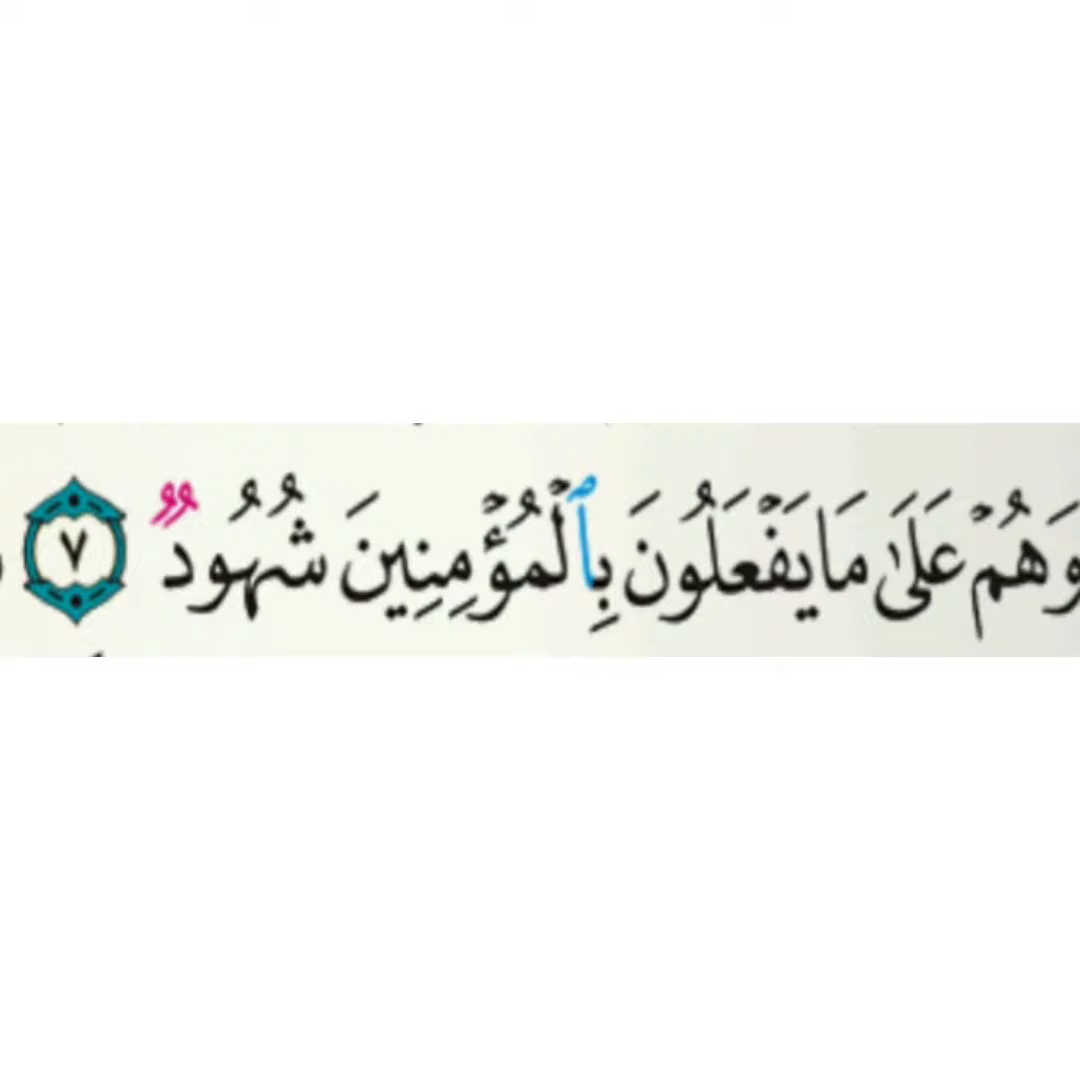 وَهُمۡ عَلَىٰ مَا يَفۡعَلُونَ بِٱلۡمُؤۡمِنِينَ شُهُودٞ ٧